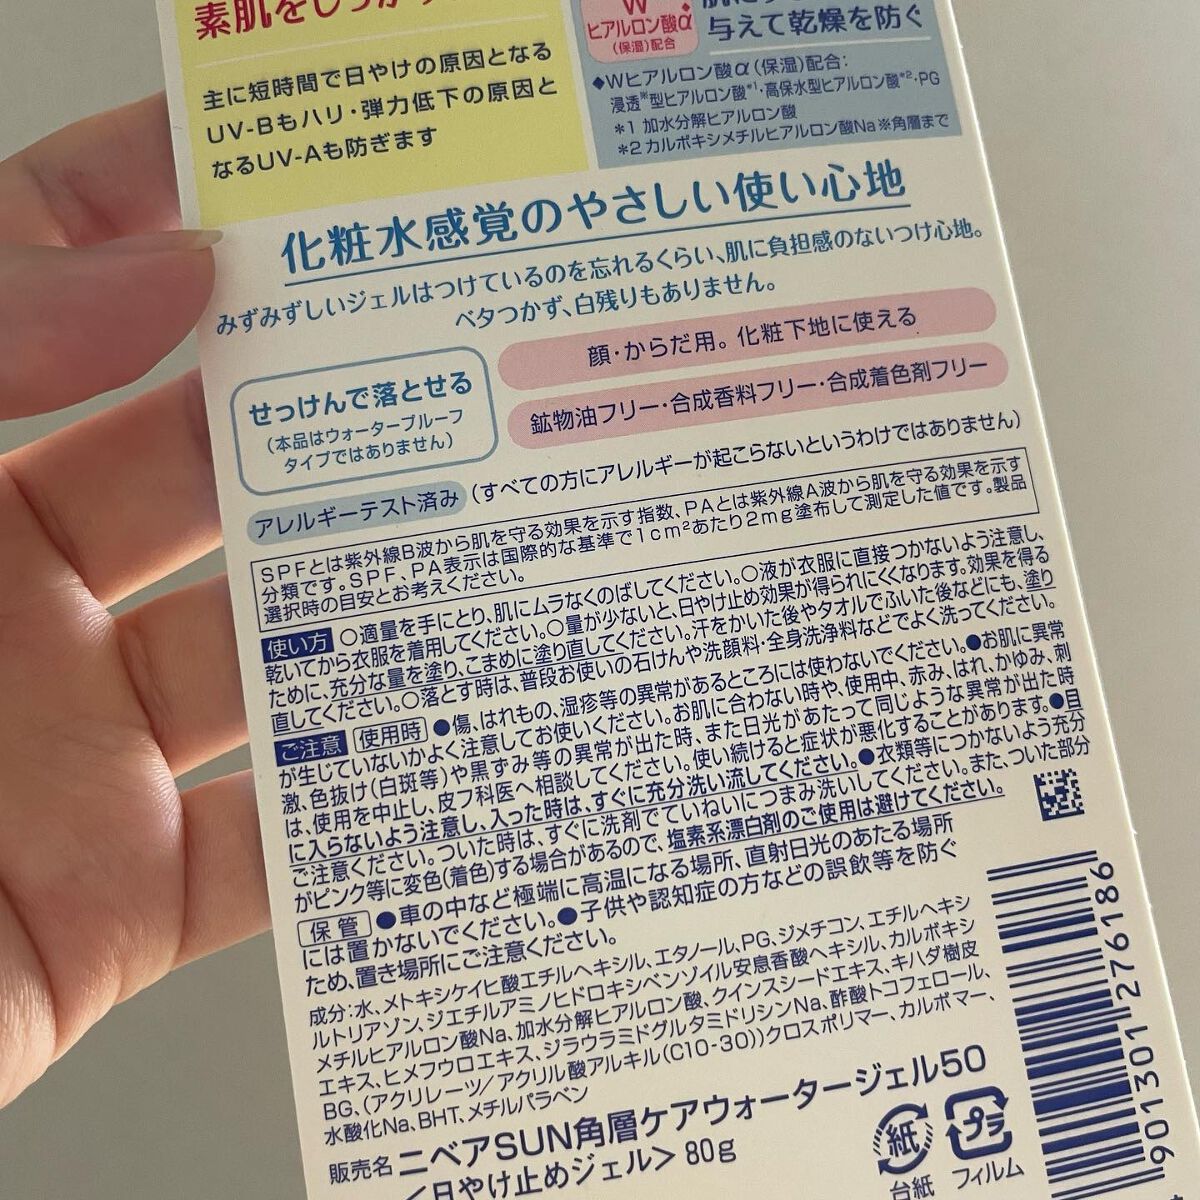 素肌をしっかり
主に短時間で日やけの原因となる
UV-Bもハリ・弾力低下の原因と
なるUV-Aも防ぎます
W
ヒアルロン酸α
(保湿)配合
与えて乾燥を防ぐ
◆Wヒアルロン酸α(保湿)配合:
浸透※型ヒアルロン酸*1・高保水型ヒアルロン酸*2・PG
*1 加水分解ヒアルロン酸
*2 カルボキシメチルヒアルロン酸Na ※角層まで
化粧水感覚のやさしい使い心地
みずみずしいジェルはつけているのを忘れるくらい、肌に負担感のないつけ心地。
ベタつかず、白残りもありません。
せっけんで落とせる
(本品はウォータープルーフ
タイプではありません)
顔・からだ用。化粧下地に使える
鉱物油フリー・合成香料フリー・合成着色剤フリー
アレルギーテスト済み (すべての方にアレルギーが起こらないというわけではありません)
SPFとは紫外線B波から肌を守る効果を示す指数、PAとは紫外線A波から肌を守る効果を示す
分類です。SPF、PA表示は国際的な基準で1cm²あたり2mg塗布して測定した値です。製品
選択時の目安とお考えください。
使い方 ○適量を手にとり、肌にムラなくのばしてください。○液が衣服に直接つかないよう注意し、
乾いてから衣服を着用してください。○量が少ないと、日やけ止め効果が得られにくくなります。効果を得る
ために、充分な量を塗り、こまめに塗り直してください。汗をかいた後やタオルでふいた後などにも、塗り
直してください。○落とす時は、普段お使いの石けんや洗顔料・全身洗浄料などでよく洗ってください。
ご注意 使用時 ●傷、はれもの、湿疹等の異常があるところには使わないでください。●お肌に異常
が生じていないかよく注意してお使いください。お肌に合わない時や、使用中、赤み、はれ、かゆみ、刺
激、色抜け(白斑等)や黒ずみ等の異常が出た時、また日光があたって同じような異常が出た時
は、使用を中止し、皮フ科医へ相談してください。使い続けると症状が悪化することがあります。●目
に入らないよう注意し、入った時は、すぐに充分洗い流してください。●衣類等につかないよう充分
ご注意ください。ついた時は、すぐに洗剤でていねいにつまみ洗いしてください。また、ついた部分
がピンク等に変色(着色)する場合があるので、塩素系漂白剤のご使用は避けてください。
保管 ●車の中など極端に高温になる場所、直射日光のあたる場所
には置かないでください。●子供や認知症の方などの誤飲等を防ぐ
ため、置き場所にご注意ください。
成分:水、メトキシケイヒ酸エチルヘキシル、エタノール、PG、ジメチコン、エチルヘキシ
ルトリアゾン、ジエチルアミノヒドロキシベンゾイル安息香酸ヘキシル、カルボキシ
メチルヒアルロン酸Na、加水分解ヒアルロン酸、クインスシードエキス、キハダ樹皮
エキス、ヒメフウロエキス、ジラウラミドグルタミドリシンNa、酢酸トコフェロール、
BG、(アクリレーツ/アクリル酸アルキル(C10-30))クロスポリマー、カルボマー、
水酸化Na、BHT、メチルパラベン
販売名 ニベアSUN角層ケアウォータージェル50
<日やけ止めジェル> 80g
紙
台紙
プラ
フィルム
901301 276186